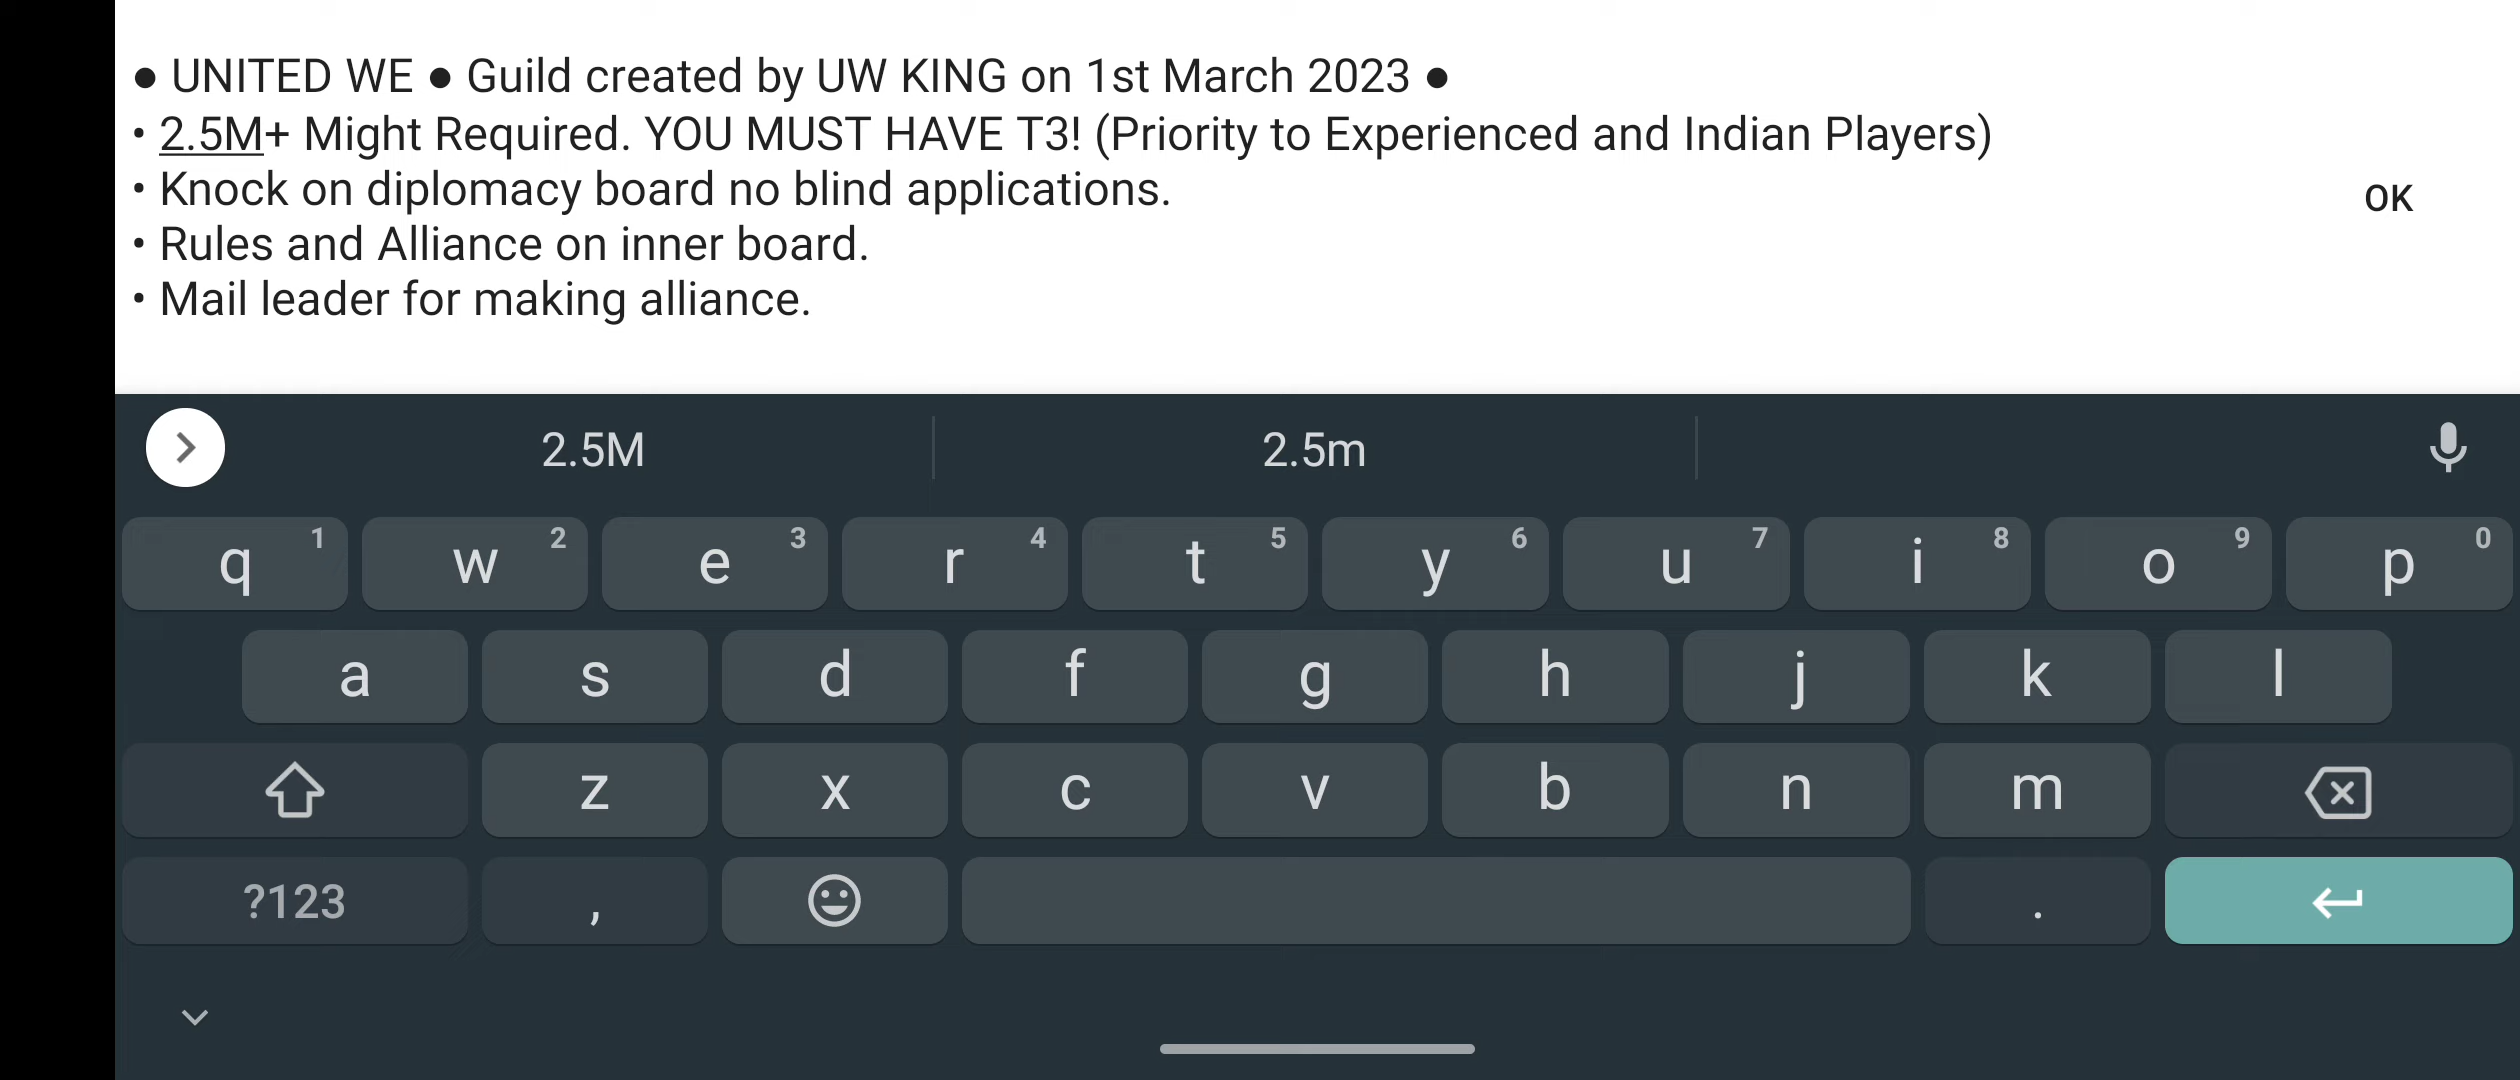 ● UNITED WE ● Guild created by UW KING on 1st March 2023 ●
• 2.5M+ Might Required. YOU MUST HAVE T3! (Priority to Experienced and Indian Players)
• Knock on diplomacy board no blind applications.
OK
• Rules and Alliance on inner board.
• Mail leader for making alliance.
2.5M 2.5m
q 1 w 2 e 3 r 4 t 5 y 6 u 7 i 8 o 9 p 0
a s d f g h j k l
z x c v b n m
?123 , .